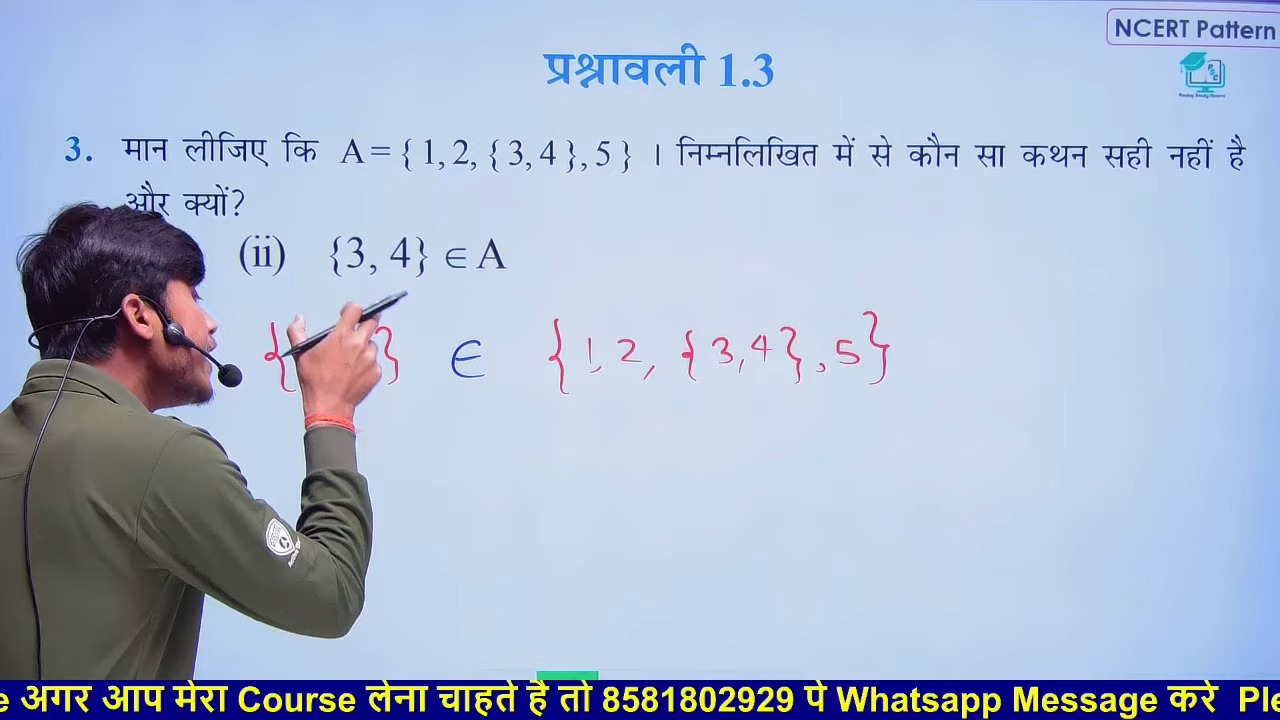 NCERT Pattern
प्रश्नावली 1.3
3. मान लीजिए कि A = { 1, 2, { 3, 4 }, 5 } । निम्नलिखित में से कौन सा कथन सही नहीं है
और क्यों?
(ii) {3, 4} ∈ A
{ } ∈ { 1, 2, { 3, 4 }, 5 }
अगर आप मेरा Course लेना चाहते है तो 8581802929 पे Whatsapp Message करे